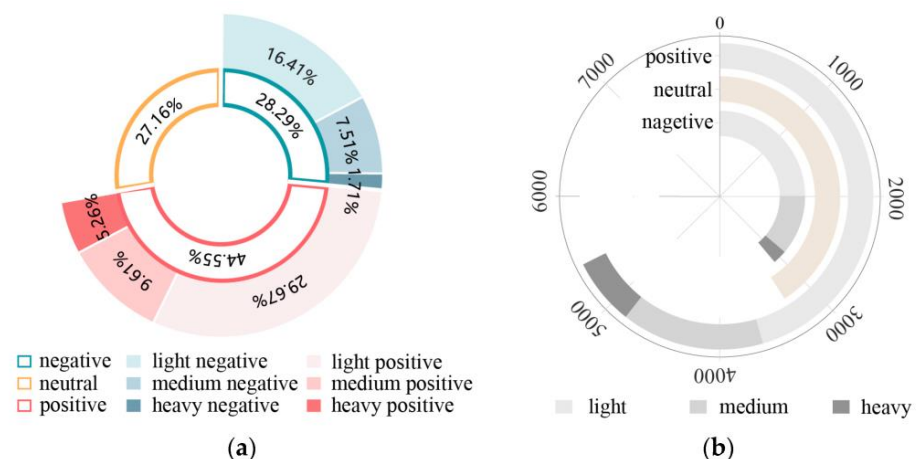 16.41%
28.29%
7.51%
1.71%
27.16%
44.55%
5.26%
9.61%
29.67%
negative
light negative
light positive
neutral
medium negative
medium positive
positive
heavy negative
heavy positive
(a)
0
1000
2000
3000
4000
5000
6000
7000
positive
neutral
nagetive
light
medium
heavy
(b)